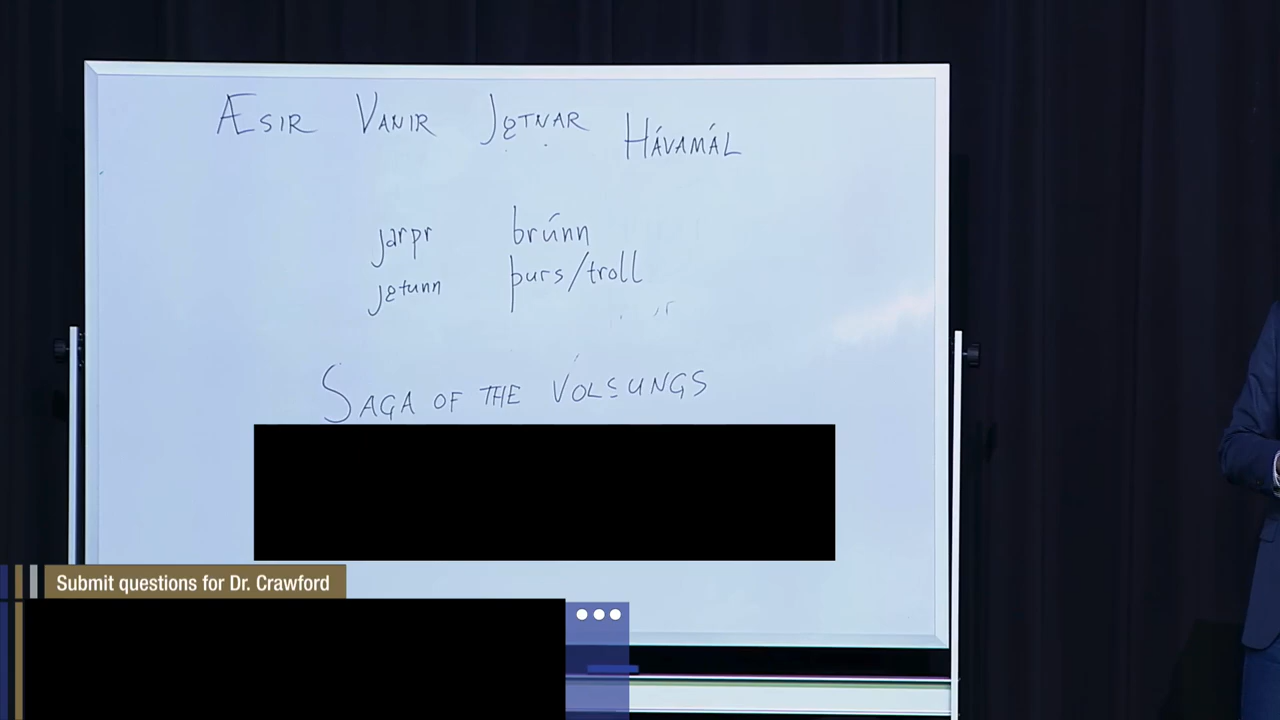 ÆSIR VANIR JǪTNAR HÁVAMÁL
jarpr brúnn
jǫtunn þurs/troll
SAGA OF THE VOLSUNGS
Submit questions for Dr. Crawford